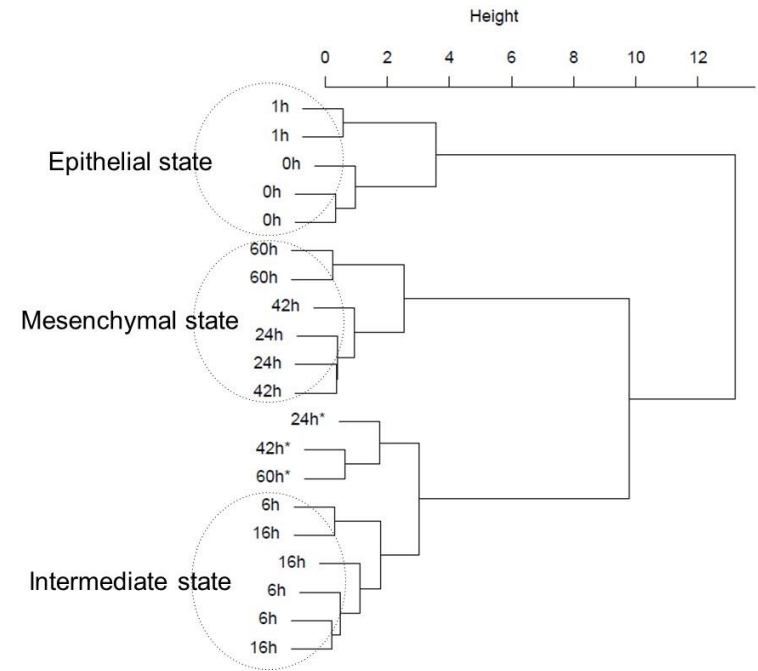 Height
0 2 4 6 8 10 12
1h
1h
Epithelial state
0h
0h
0h
60h
60h
42h
Mesenchymal state
24h
24h
42h
24h*
42h*
60h*
6h
16h
16h
Intermediate state
6h
6h
16h